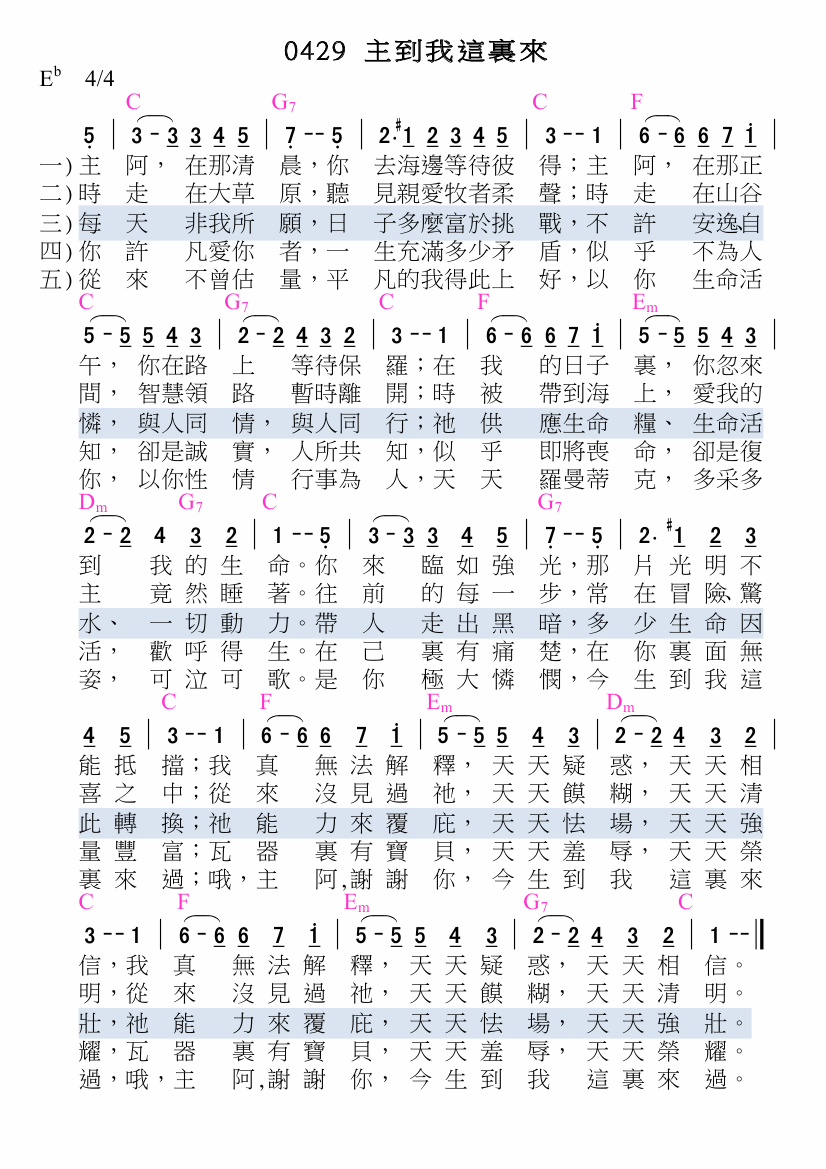 0429 主到我這裏來
E♭ 4/4
C G7 C F
5̣ | 3 - 3 3 4 5 | 7̣ -- 5̣ | 2. #1 2 3 4 5 | 3 -- 1 | 6 - 6 6 7 i |
一)主 阿， 在那清 晨，你 去海邊等待彼 得；主 阿， 在那正
二)時 走 在大草 原，聽 見親愛牧者柔 聲；時 走 在山谷
三)每 天 非我所 願，日 子多麼富於挑 戰，不 許 安逸、自
四)你 許 凡愛你 者，一 生充滿多少矛 盾，似 乎 不為人
五)從 來 不曾估 量，平 凡的我得此上 好，以 你 生命活
C G7 C F Em
5 - 5 5 4 3 | 2 - 2 4 3 2 | 3 -- 1 | 6 - 6 6 7 i | 5 - 5 5 4 3 |
午， 你在路 上 等待保 羅；在 我 的日子 裏，你忽來
間，智慧領 路 暫時離 開；時 被 帶到海 上，愛我的
憐，與人同 情，與人同 行；祂 供 應生命 糧、生命活
知，卻是誠 實，人所共 知，似 乎 即將喪 命，卻是復
你，以你性 情 行事為 人，天 天 羅曼蒂 克，多采多
Dm G7 C G7
2 - 2 4 3 2 | 1 -- 5̣ | 3 - 3 3 4 5 | 7̣ -- 5̣ | 2. #1 2 3
到 我 的 生 命。你 來 臨 如 強 光，那 片 光 明 不
主 竟 然 睡 著。往 前 的 每 一 步，常 在 冒 險、驚
水、 一 切 動 力。帶 人 走 出 黑 暗，多 少 生 命 因
活， 歡 呼 得 生。在 己 裏 有 痛 楚，在 你 裏 面 無
姿， 可 泣 可 歌。是 你 極 大 憐 憫，今 生 到 我 這
C F Em Dm
4 5 | 3 -- 1 | 6 - 6 6 7 i | 5 - 5 5 4 3 | 2 - 2 4 3 2 |
能 抵 擋；我 真 無 法 解 釋，天 天 疑 惑，天 天 相
喜 之 中；從 來 沒 見 過 祂，天 天 饃 糊，天 天 清
此 轉 換；祂 能 力 來 覆 庇，天 天 怯 場，天 天 強
量 豐 富；瓦 器 裏 有 寶 貝，天 天 羞 辱，天 天 榮
裏 來 過；哦，主 阿,謝 謝 你，今 生 到 我 這 裏 來
C F Em G7 C
3 -- 1 | 6 - 6 6 7 i | 5 - 5 5 4 3 | 2 - 2 4 3 2 | 1 -- ‖
信，我 真 無 法 解 釋，天 天 疑 惑，天 天 相 信。
明，從 來 沒 見 過 祂，天 天 饃 糊，天 天 清 明。
壯，祂 能 力 來 覆 庇，天 天 怯 場，天 天 強 壯。
耀，瓦 器 裏 有 寶 貝，天 天 羞 辱，天 天 榮 耀。
過，哦，主 阿,謝 謝 你，今 生 到 我 這 裏 來 過。